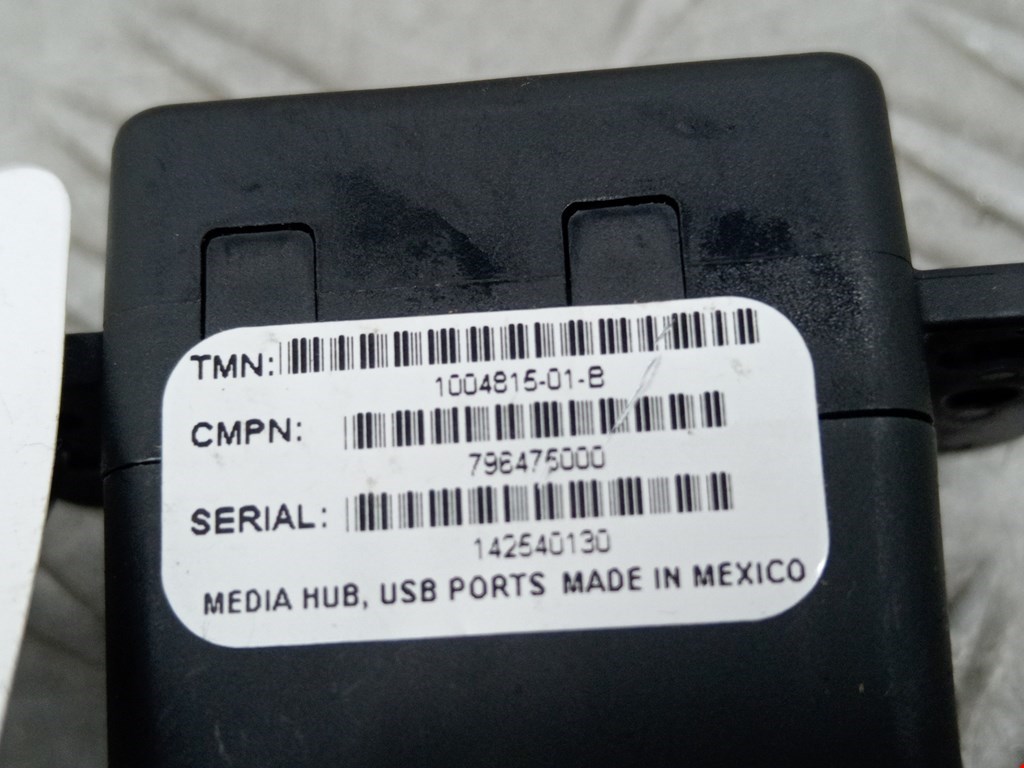 TMN:
1004815-01-B
CMPN:
796475000
SERIAL:
142540130
MEDIA HUB, USB PORTS MADE IN MEXICO